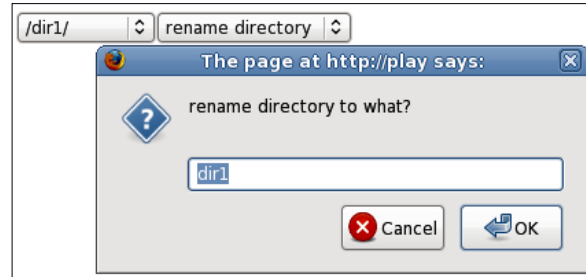 /dir1/ rename directory
The page at http://play says:
rename directory to what?
dir1
Cancel OK